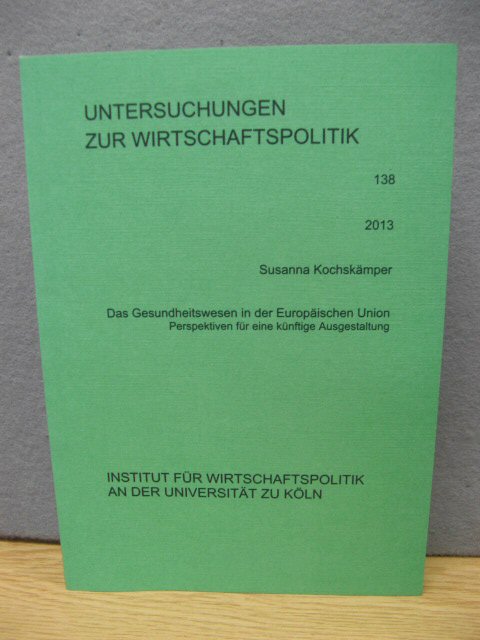 UNTERSUCHUNGEN
ZUR WIRTSCHAFTSPOLITIK
138
2013
Susanna Kochskämper
Das Gesundheitswesen in der Europäischen Union
Perspektiven für eine künftige Ausgestaltung
INSTITUT FÜR WIRTSCHAFTSPOLITIK
AN DER UNIVERSITÄT ZU KÖLN